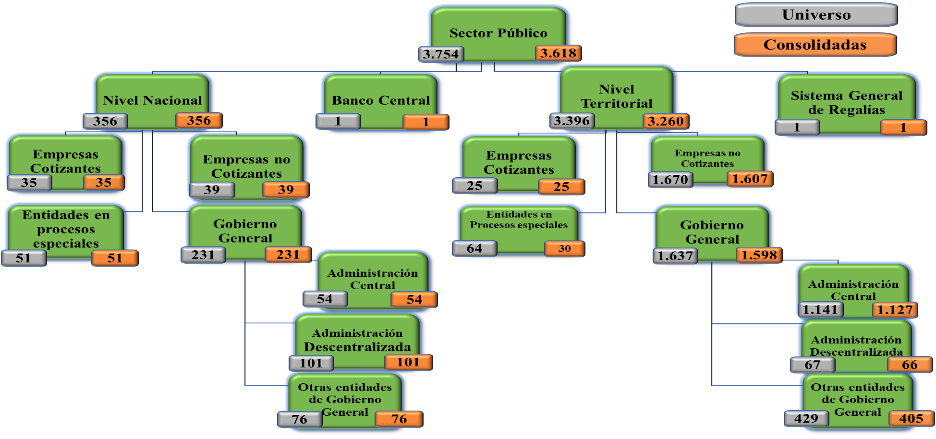 Universo
Consolidadas
Sector Público
3.754 3.618
Nivel Nacional
356 356
Banco Central
1 1
Nivel
Territorial
3.396 3.260
Sistema General
de Regalías
1 1
Empresas
Cotizantes
35 35
Empresas no
Cotizantes
39 39
Entidades en
procesos
especiales
51 51
Gobierno
General
231 231
Administración
Central
54 54
Administración
Descentralizada
101 101
Otras entidades
de Gobierno
General
76 76
Empresas
Cotizantes
25 25
Empresas no
Cotizantes
1.670 1.607
Entidades en
Procesos especiales
64 30
Gobierno
General
1.637 1.598
Administración
Central
1.141 1.127
Administración
Descentralizada
67 66
Otras entidades
de Gobierno
General
429 405